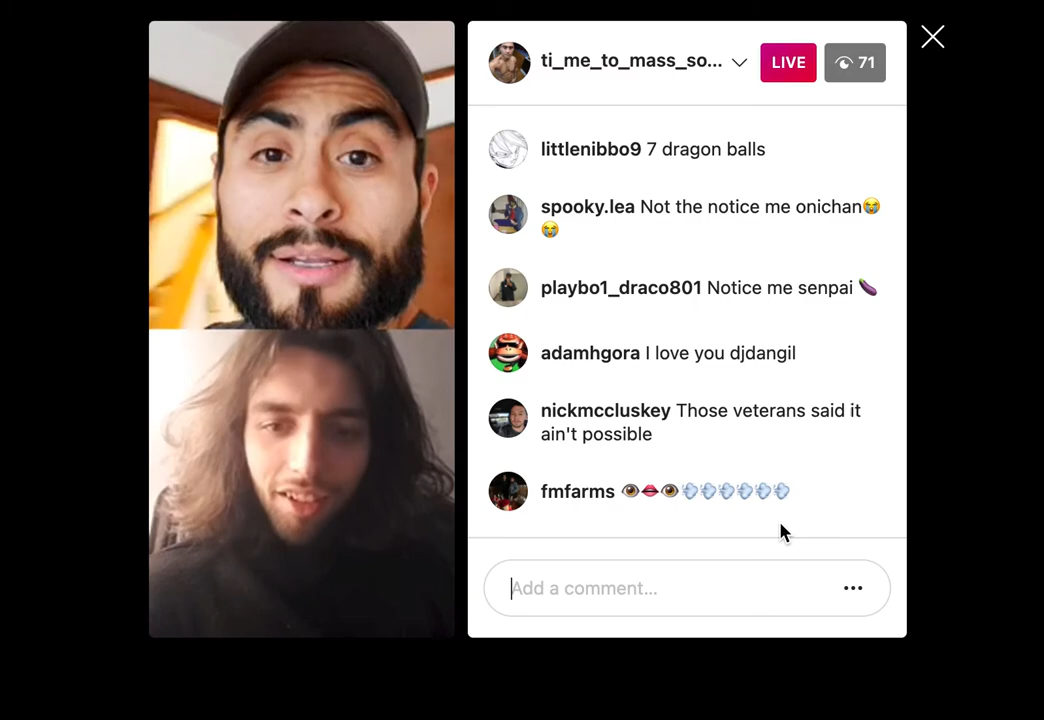 ti_me_to_mass_so...
LIVE
71
littlenibbo9 7 dragon balls
spooky.lea Not the notice me onichan😭
😭
playbo1_draco801 Notice me senpai 🍆
adamhgora I love you djdangil
nickmccluskey Those veterans said it
ain't possible
fmfarms 👁️👄👁️💨💨💨💨💨💨
Add a comment...